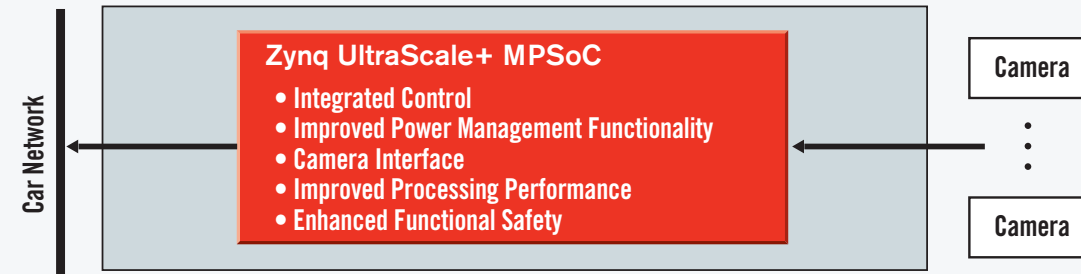 Car Network
Zynq UltraScale+ MPSoC
• Integrated Control
• Improved Power Management Functionality
• Camera Interface
• Improved Processing Performance
• Enhanced Functional Safety
Camera
Camera